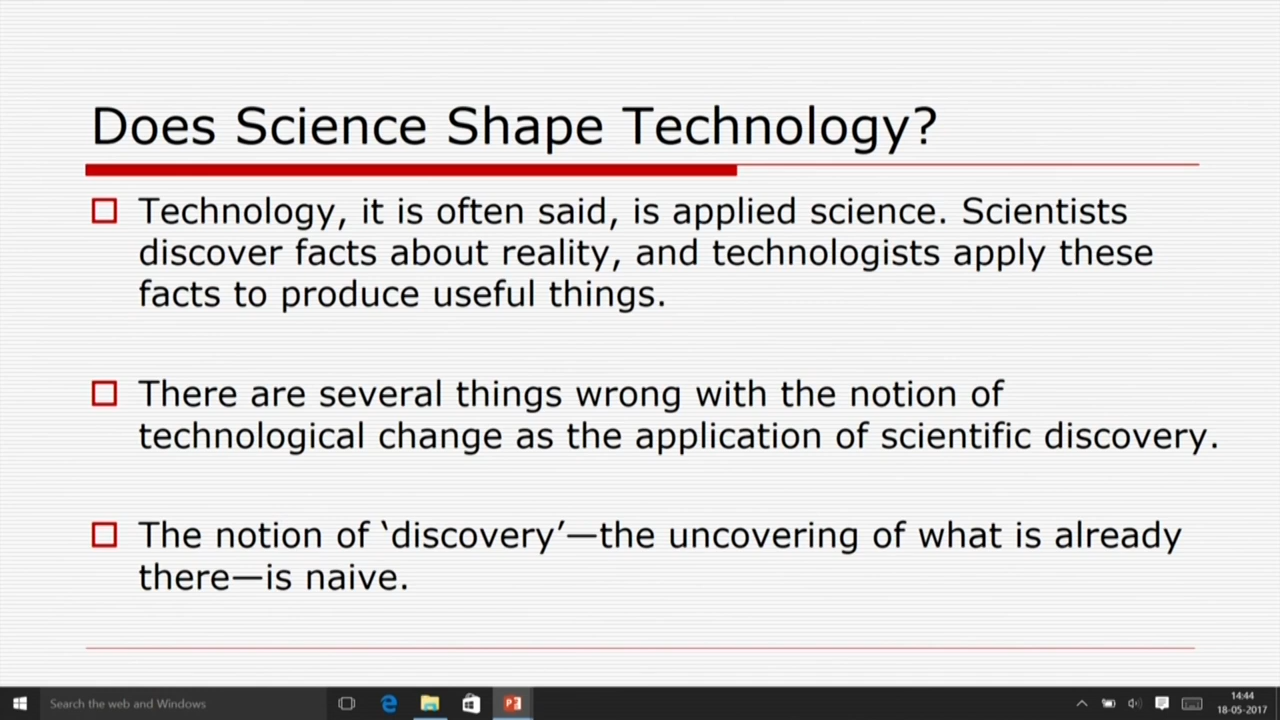 Does Science Shape Technology?
Technology, it is often said, is applied science. Scientists
discover facts about reality, and technologists apply these
facts to produce useful things.
There are several things wrong with the notion of
technological change as the application of scientific discovery.
The notion of ‘discovery’—the uncovering of what is already
there—is naive.
Search the web and Windows
14:44
18-05-2017